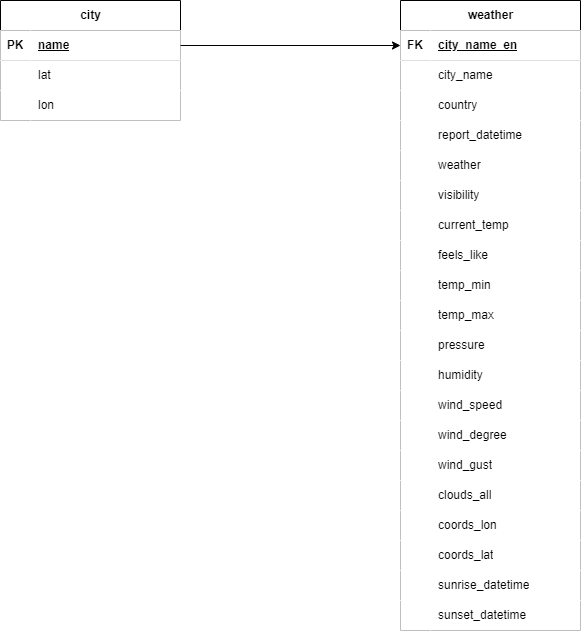 city
PK name
lat
lon
weather
FK city_name_en
city_name
country
report_datetime
weather
visibility
current_temp
feels_like
temp_min
temp_max
pressure
humidity
wind_speed
wind_degree
wind_gust
clouds_all
coords_lon
coords_lat
sunrise_datetime
sunset_datetime